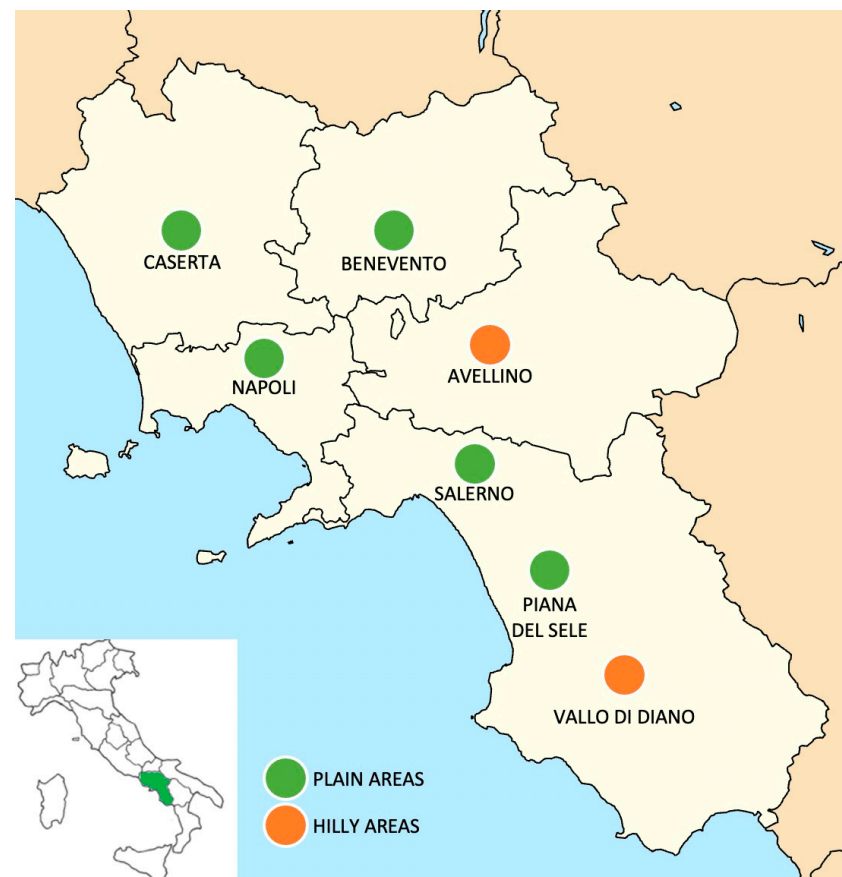 CASERTA
BENEVENTO
NAPOLI
AVELLINO
SALERNO
PIANA
DEL SELE
VALLO DI DIANO
PLAIN AREAS
HILLY AREAS